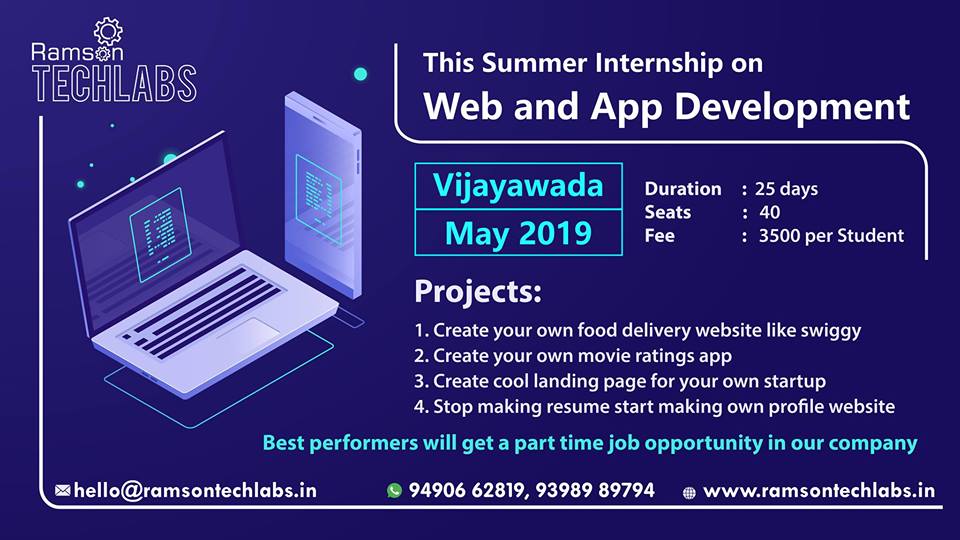 Ramson
TECHLABS
This Summer Internship on
Web and App Development
Vijayawada
May 2019
Duration : 25 days
Seats : 40
Fee : 3500 per Student
Projects:
1. Create your own food delivery website like swiggy
2. Create your own movie ratings app
3. Create cool landing page for your own startup
4. Stop making resume start making own profile website
Best performers will get a part time job opportunity in our company
hello@ramsontechlabs.in 94906 62819, 93989 89794 www.ramsontechlabs.in